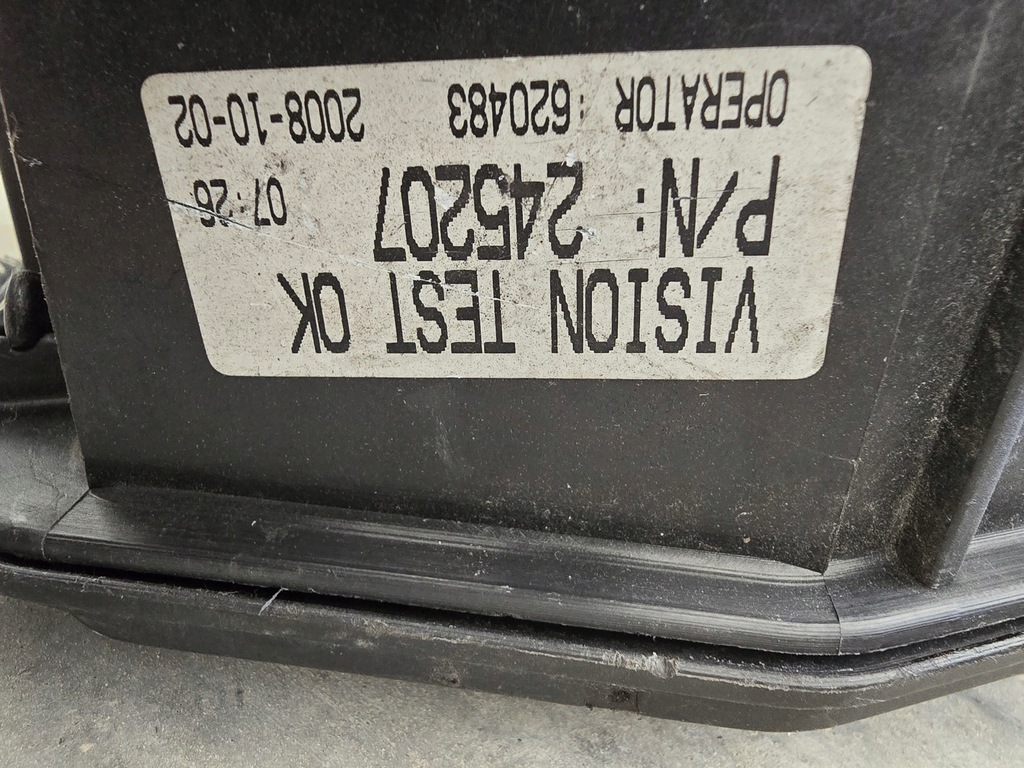 VISION TEST OK
P/N: 245207 07:26
OPERATOR : 620483 2008-10-02